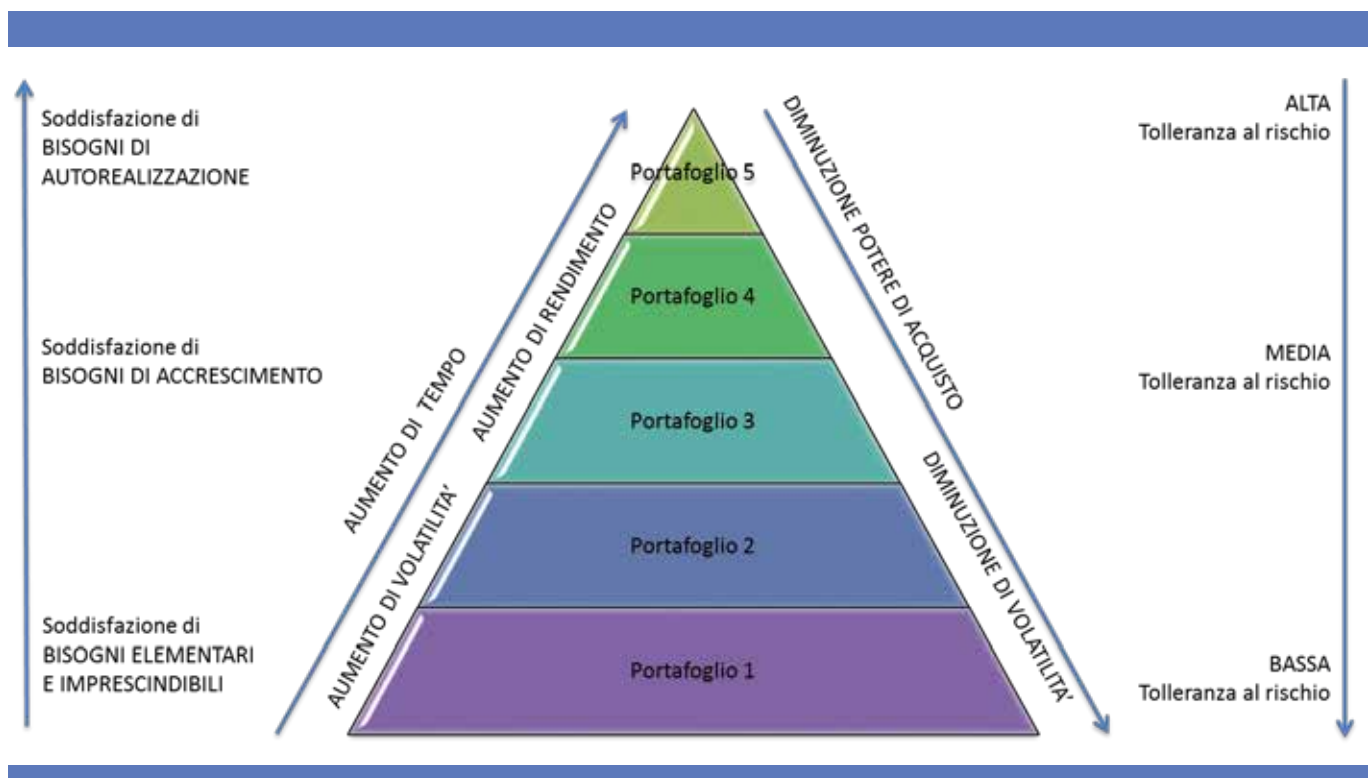 Soddisfazione di
BISOGNI DI
AUTOREALIZZAZIONE
Soddisfazione di
BISOGNI DI ACCRESCIMENTO
Soddisfazione di
BISOGNI ELEMENTARI
E IMPRESCINDIBILI
AUMENTO DI TEMPO
AUMENTO DI VOLATILITA'
AUMENTO DI RENDIMENTO
Portafoglio 5
Portafoglio 4
Portafoglio 3
Portafoglio 2
Portafoglio 1
DIMINUZIONE POTERE DI ACQUISTO
DIMINUZIONE DI VOLATILITA'
ALTA
Tolleranza al rischio
MEDIA
Tolleranza al rischio
BASSA
Tolleranza al rischio